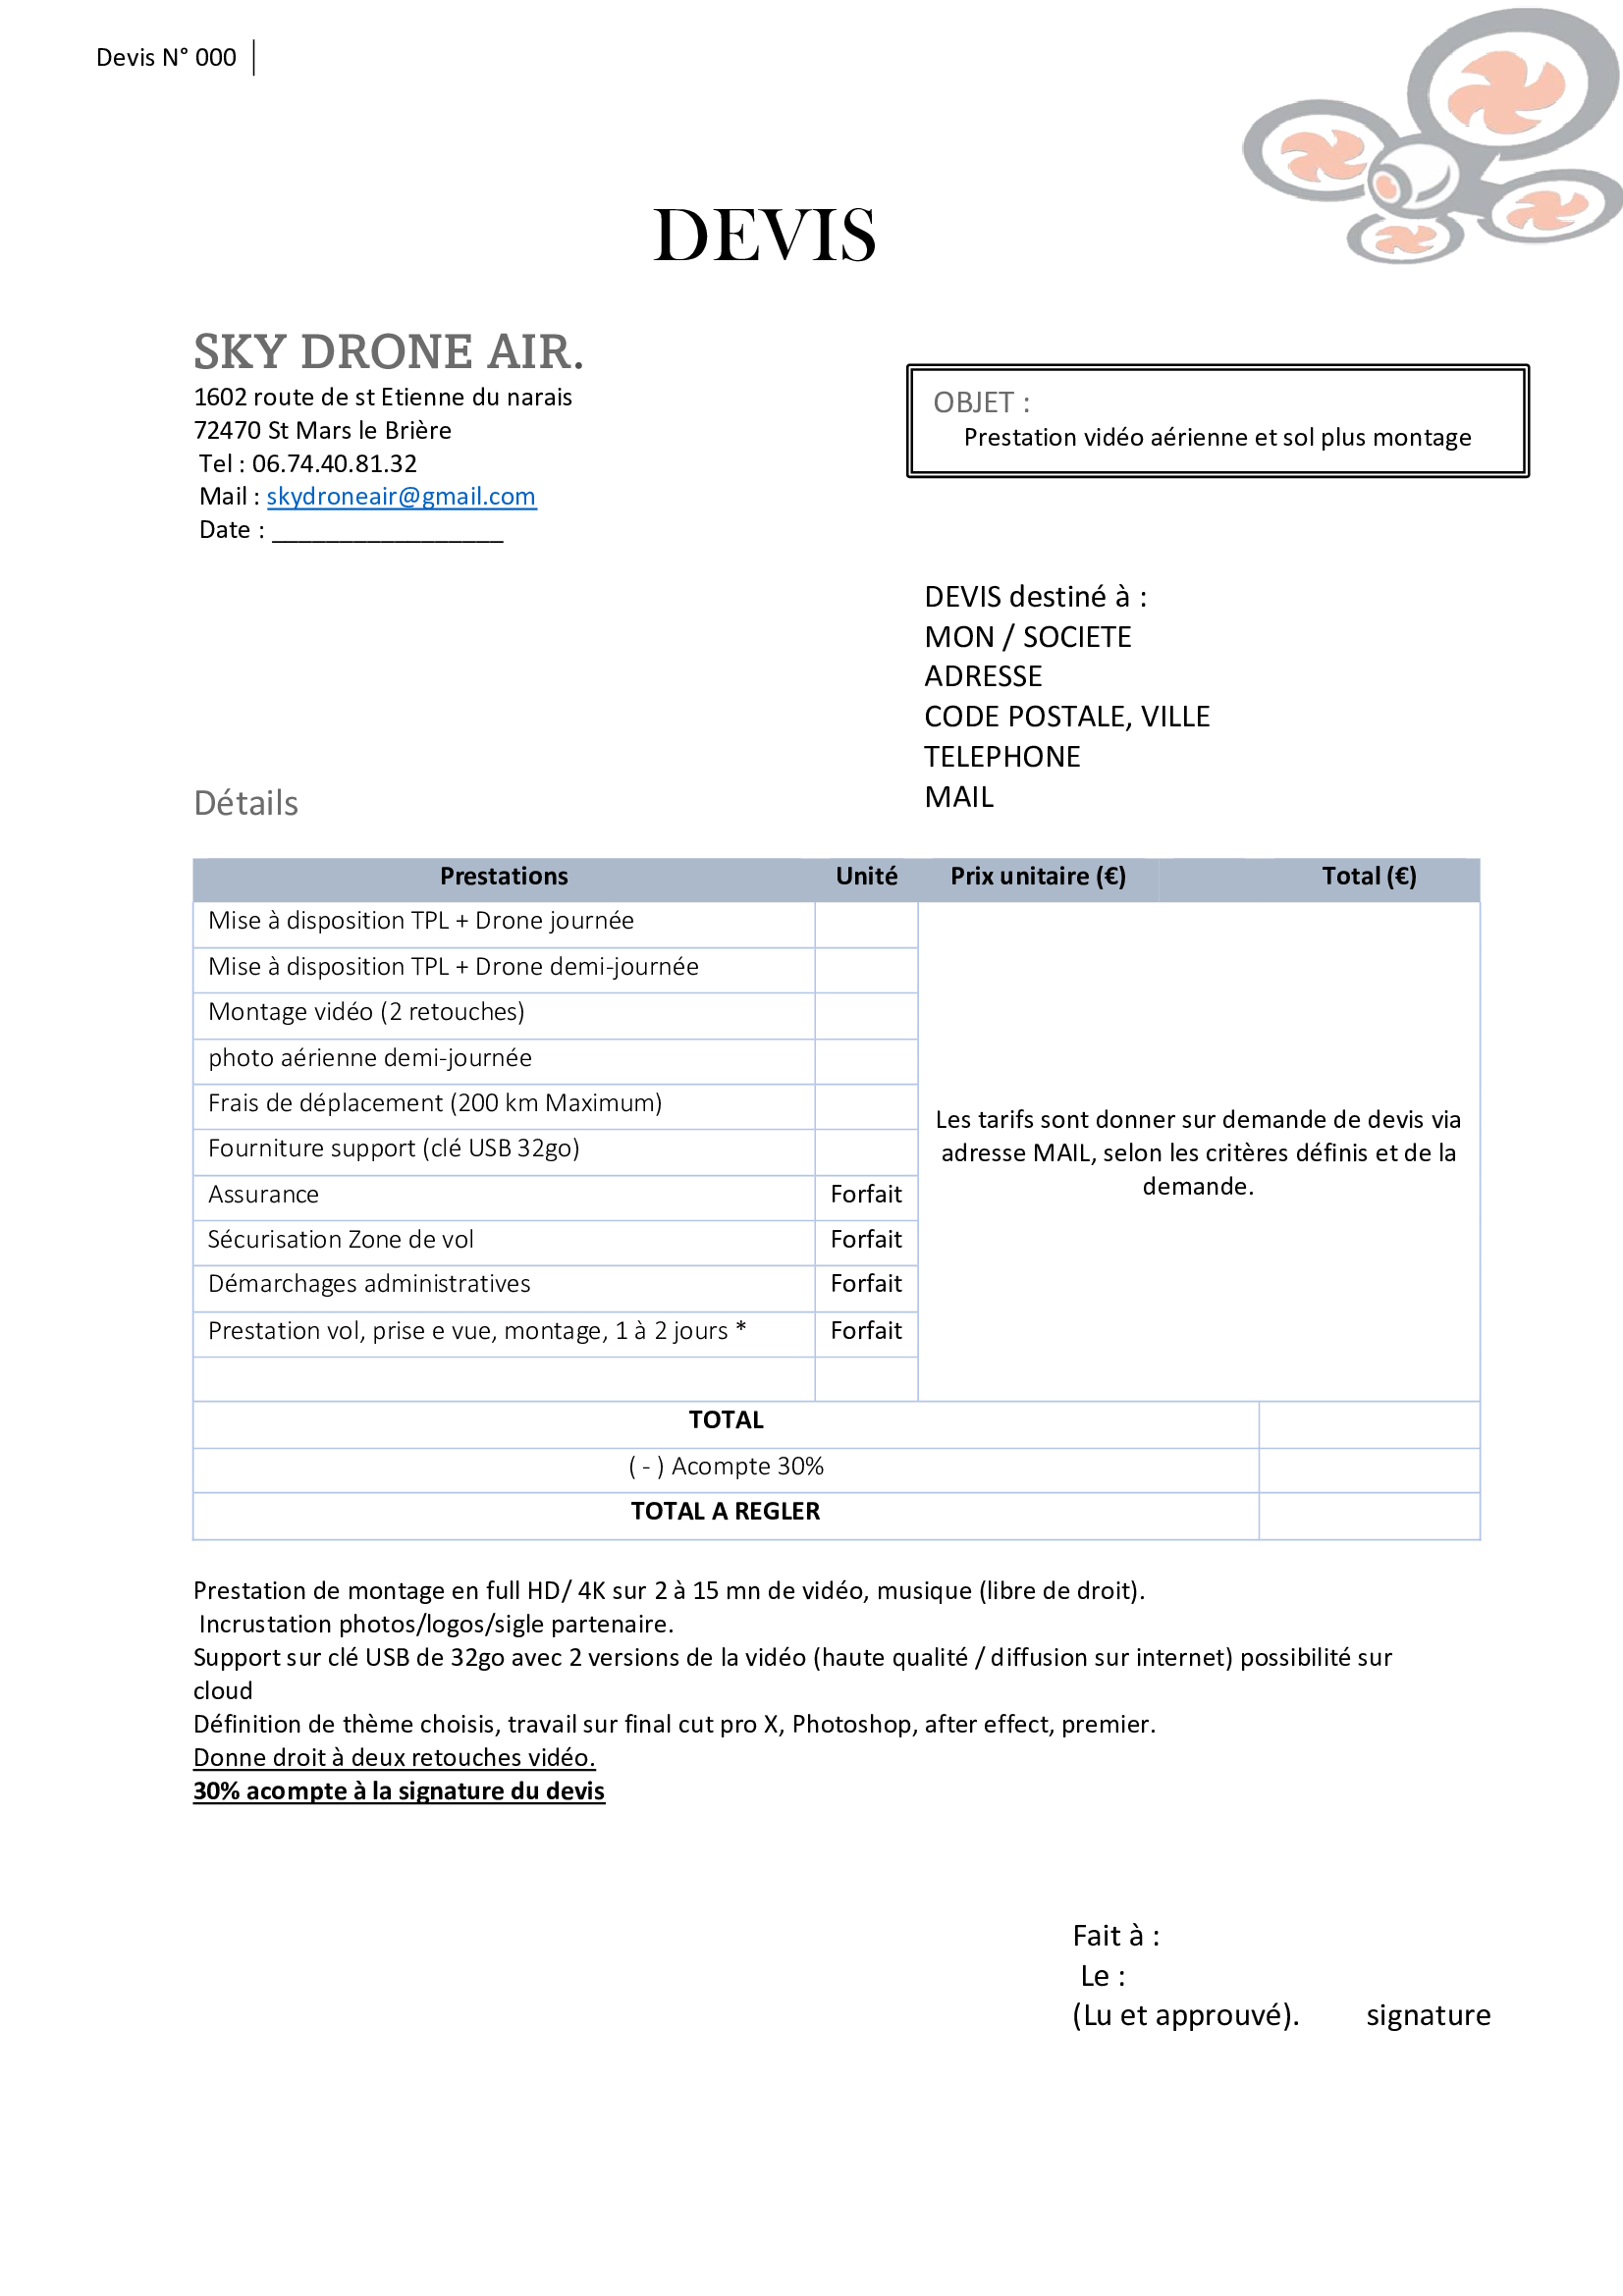 Devis N° 000
DEVIS
SKY DRONE AIR.
1602 route de st Etienne du narais
72470 St Mars le Brière
Tel : 06.74.40.81.32
Mail : skydroneair@gmail.com
Date : _________________
OBJET :
Prestation vidéo aérienne et sol plus montage
DEVIS destiné à :
MON / SOCIETE
ADRESSE
CODE POSTALE, VILLE
TELEPHONE
MAIL
Détails
Prestations Unité Prix unitaire (€) Total (€)
Mise à disposition TPL + Drone journée
Mise à disposition TPL + Drone demi-journée
Montage vidéo (2 retouches)
photo aérienne demi-journée
Frais de déplacement (200 km Maximum)
Fourniture support (clé USB 32go)
Assurance Forfait
Sécurisation Zone de vol Forfait
Démarchages administratives Forfait
Prestation vol, prise e vue, montage, 1 à 2 jours * Forfait
Les tarifs sont donner sur demande de devis via
adresse MAIL, selon les critères définis et de la
demande.
TOTAL
( - ) Acompte 30%
TOTAL A REGLER
Prestation de montage en full HD/ 4K sur 2 à 15 mn de vidéo, musique (libre de droit).
Incrustation photos/logos/sigle partenaire.
Support sur clé USB de 32go avec 2 versions de la vidéo (haute qualité / diffusion sur internet) possibilité sur
cloud
Définition de thème choisis, travail sur final cut pro X, Photoshop, after effect, premier.
Donne droit à deux retouches vidéo.
30% acompte à la signature du devis
Fait à :
Le :
(Lu et approuvé). signature